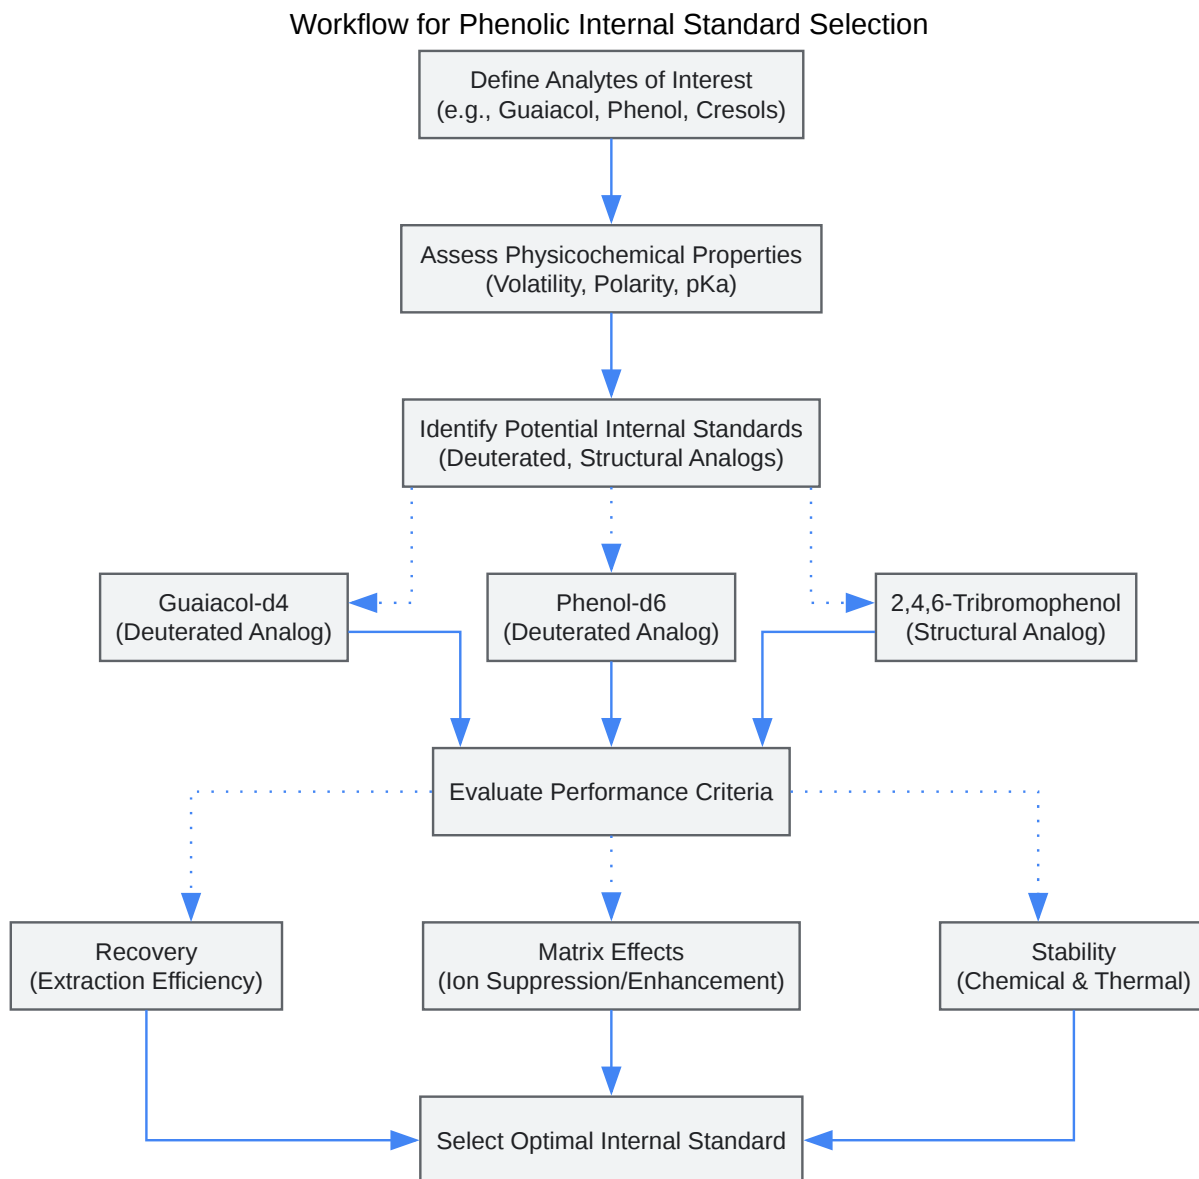 Workflow for Phenolic Internal Standard Selection
Define Analytes of Interest
(e.g., Guaiacol, Phenol, Cresols)
Assess Physicochemical Properties
(Volatility, Polarity, pKa)
Identify Potential Internal Standards
(Deuterated, Structural Analogs)
Guaiacol-d4
(Deuterated Analog)
Phenol-d6
(Deuterated Analog)
2,4,6-Tribromophenol
(Structural Analog)
Evaluate Performance Criteria
Recovery
(Extraction Efficiency)
Matrix Effects
(Ion Suppression/Enhancement)
Stability
(Chemical & Thermal)
Select Optimal Internal Standard